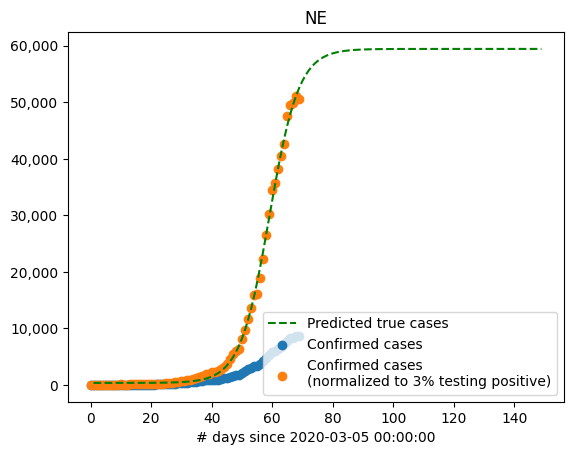 NE
60,000
50,000
40,000
30,000
20,000
10,000
0
Predicted true cases
Confirmed cases
Confirmed cases
(normalized to 3% testing positive)
0 20 40 60 80 100 120 140
# days since 2020-03-05 00:00:00